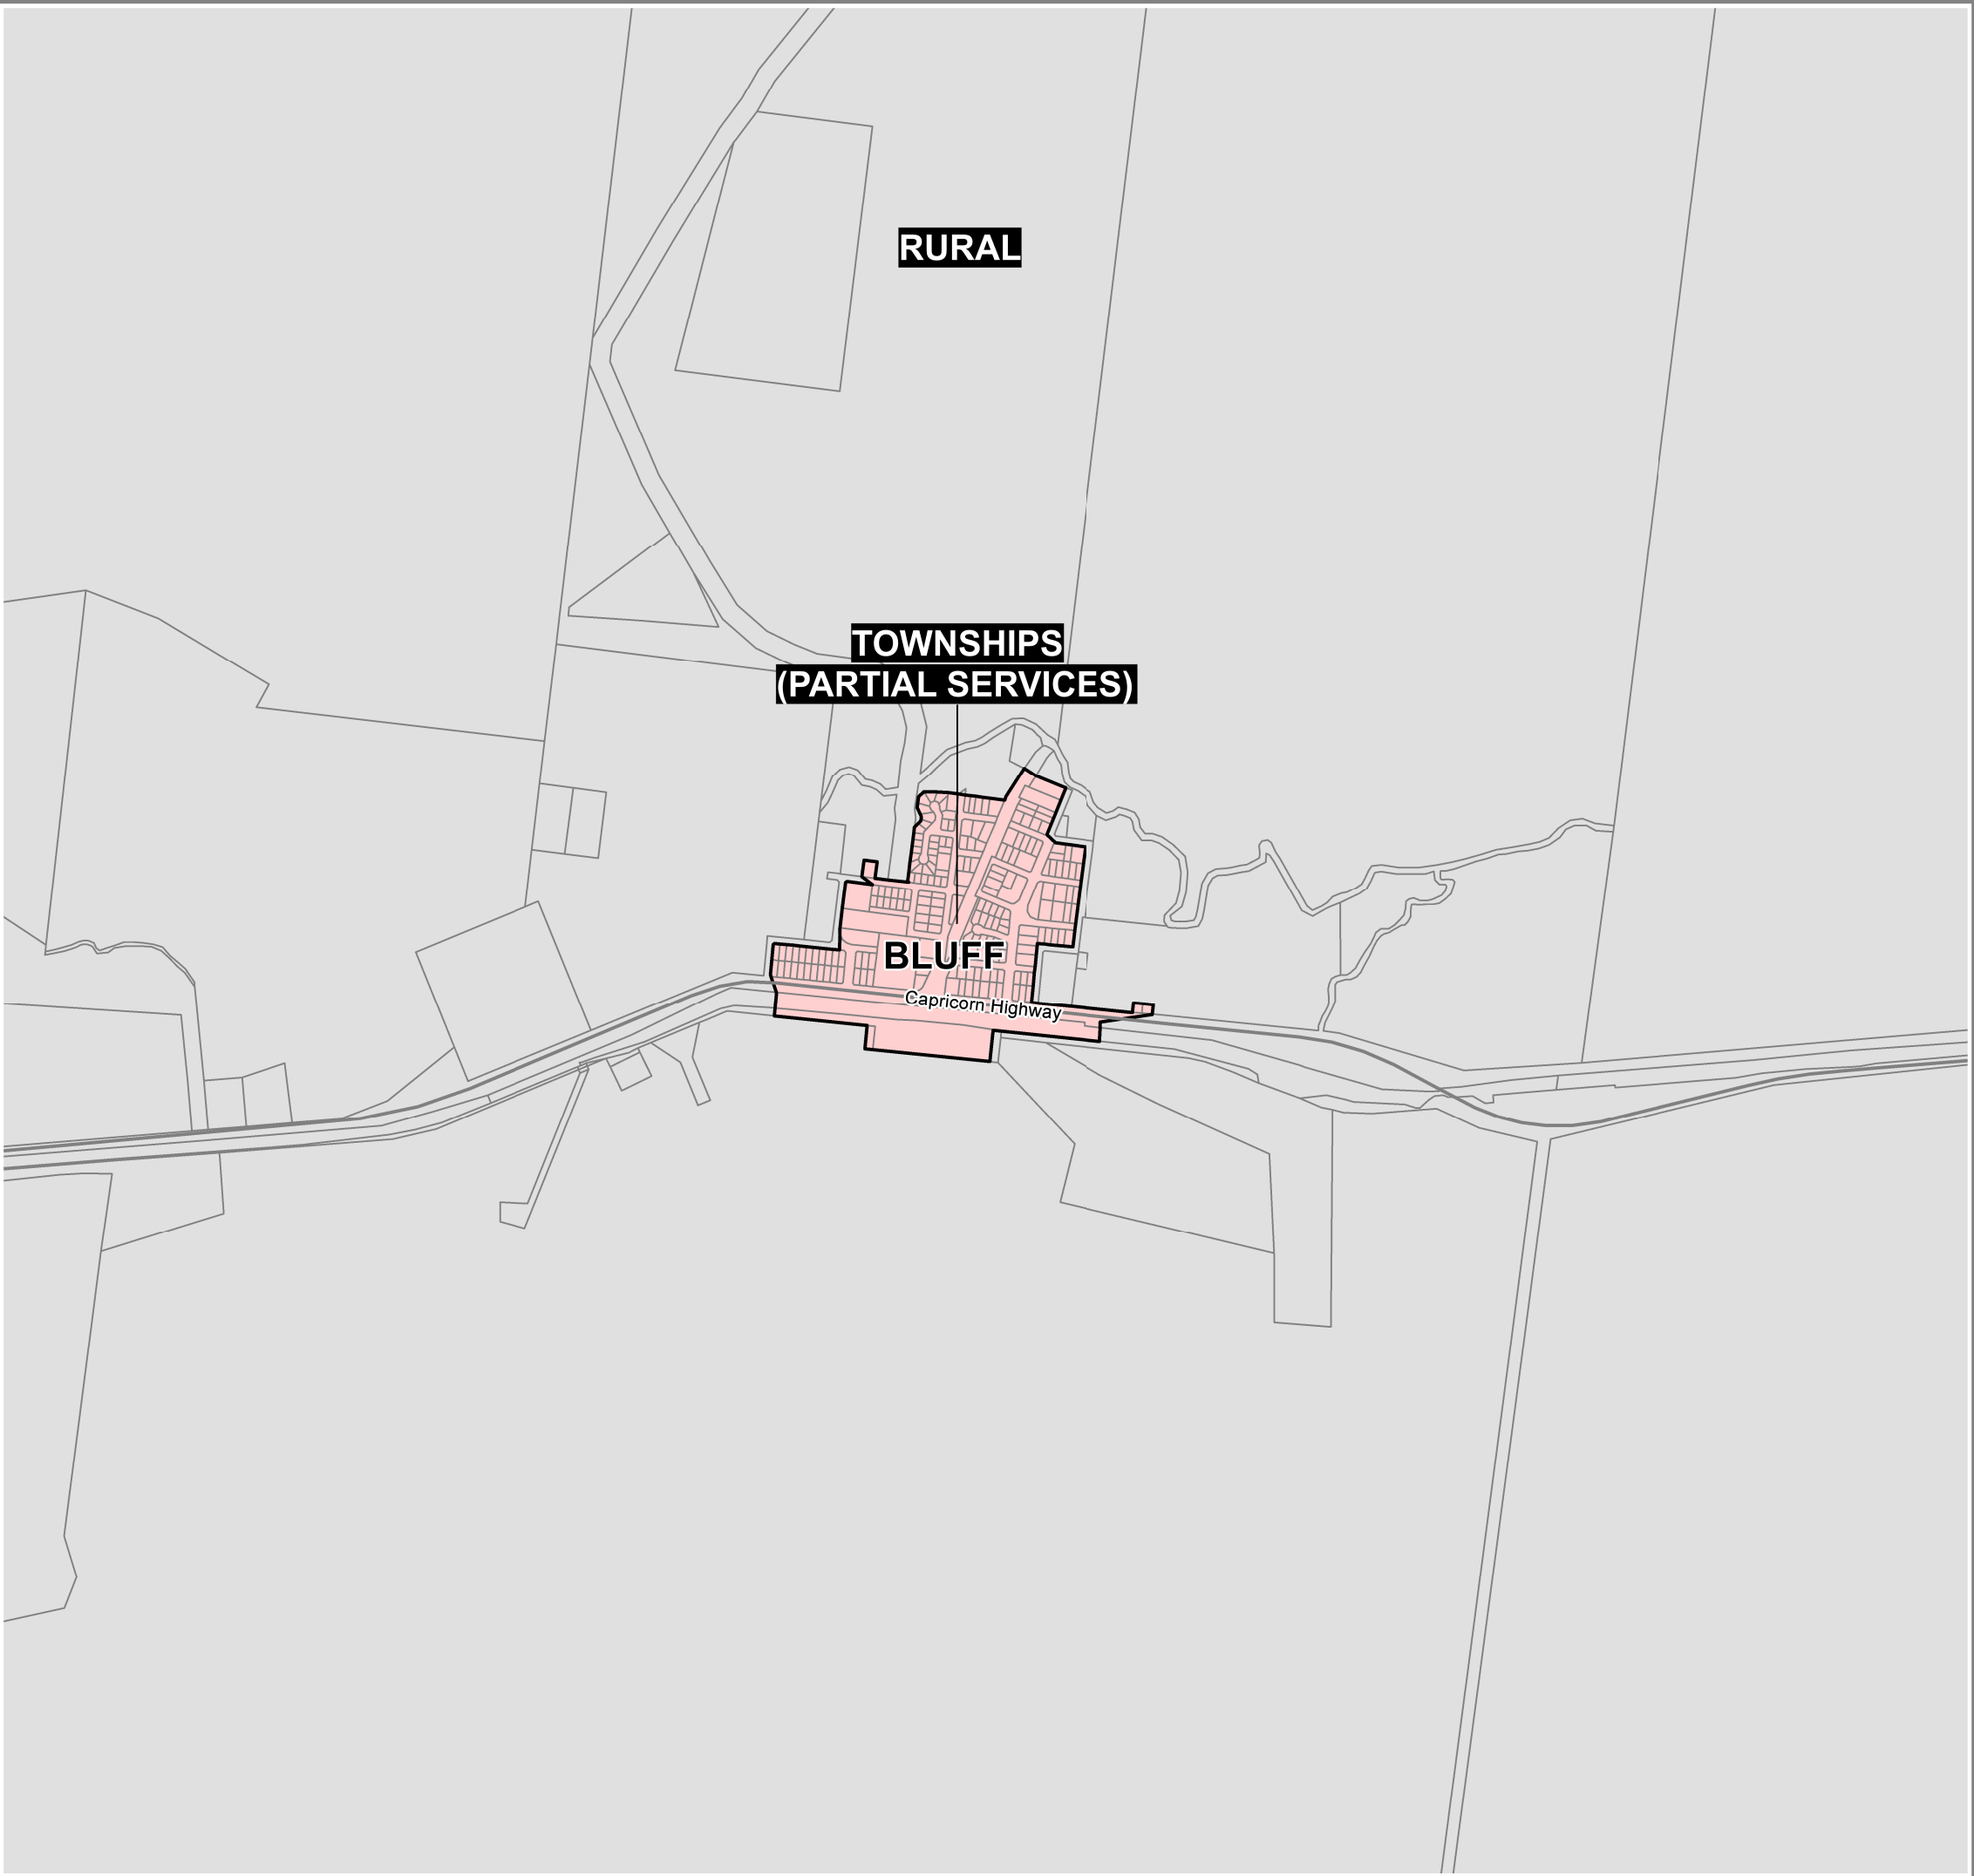 RURAL
TOWNSHIPS
(PARTIAL SERVICES)
BLUFF
Capricorn Highway